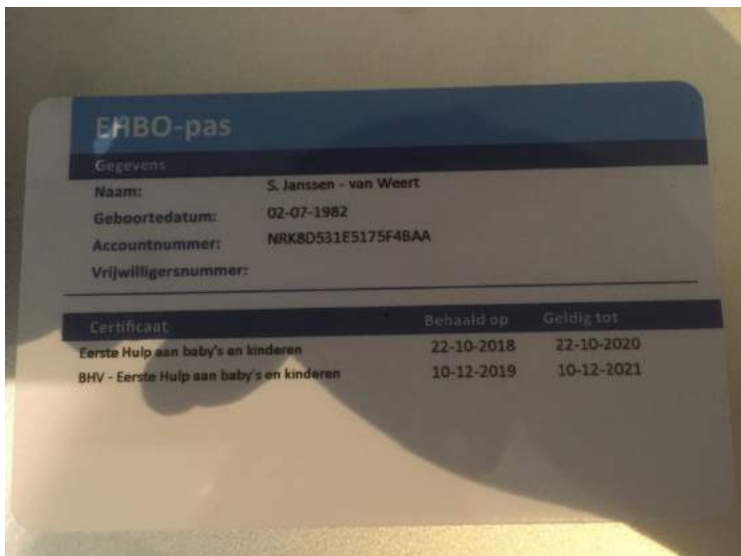 EHBO-pas
Gegevens
Naam: S. Janssen - van Weert
Geboortedatum: 02-07-1982
Accountnummer: NRK8D531E5175F4BAA
Vrijwilligersnummer:
Certificaat Behaald op Geldig tot
Eerste Hulp aan baby's en kinderen 22-10-2018 22-10-2020
BHV - Eerste Hulp aan baby's en kinderen 10-12-2019 10-12-2021